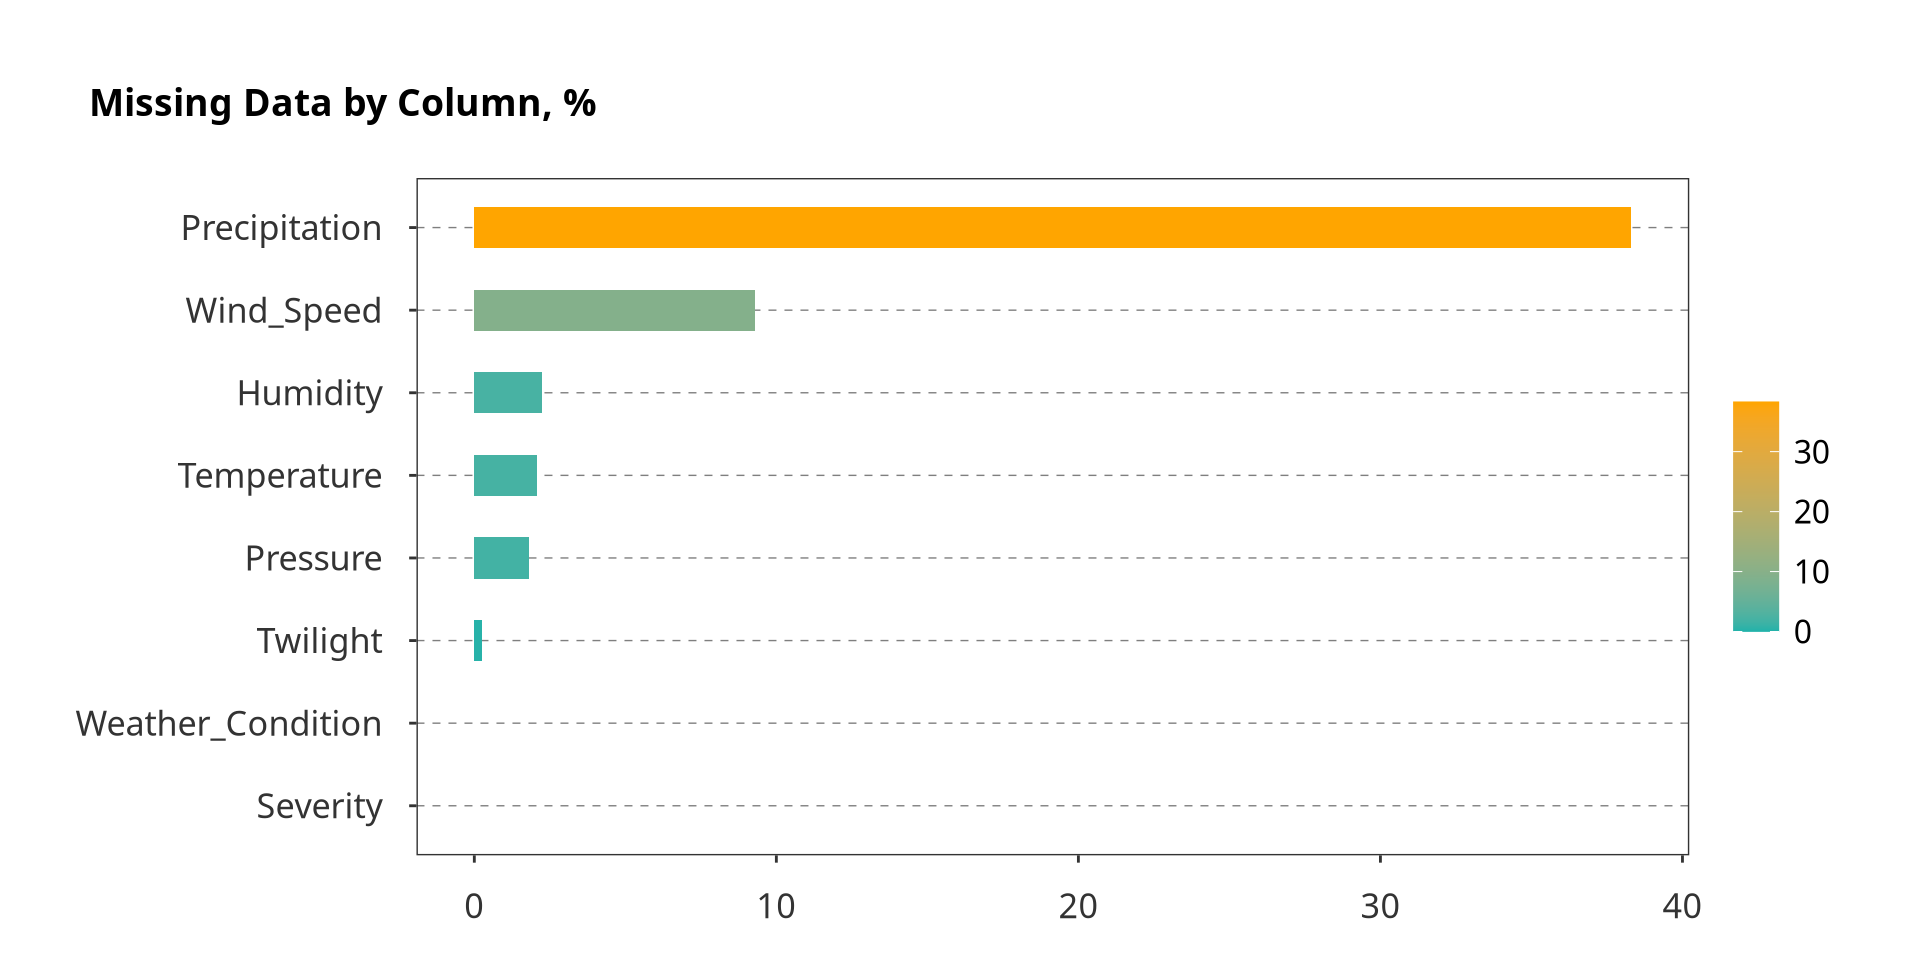 Missing Data by Column, %
Precipitation
Wind_Speed
Humidity
Temperature
Pressure
Twilight
Weather_Condition
Severity
0 10 20 30 40
30
20
10
0